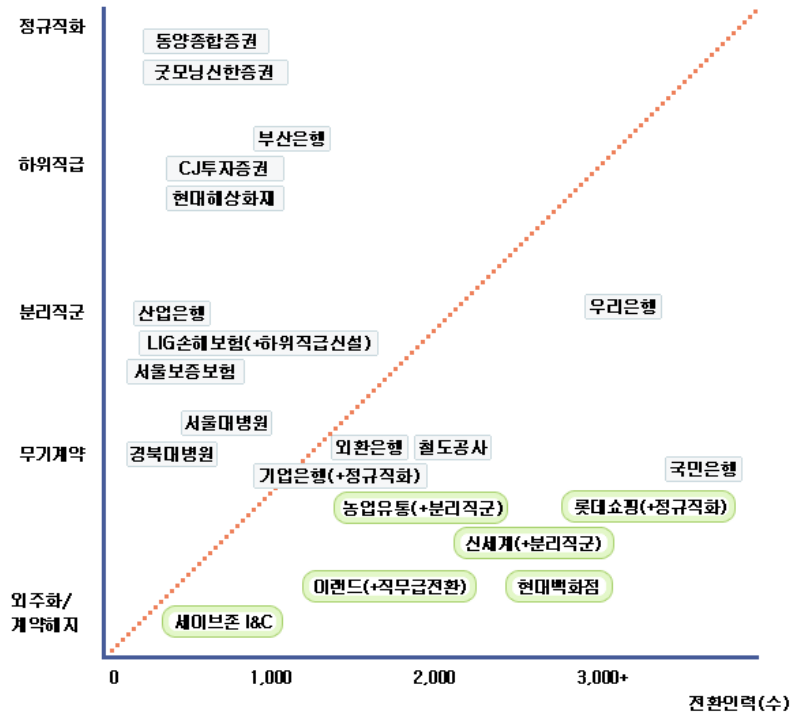 정규직화
동양종합증권
굿모닝신한증권
부산은행
하위직급
CJ투자증권
현대해상화재
분리직군
산업은행
우리은행
LIG손해보험(+하위직급신설)
서울보증보험
서울대병원
무기계약
경북대병원
외환은행
철도공사
기업은행(+정규직화)
국민은행
농업유통(+분리직군)
롯데쇼핑(+정규직화)
신세계(+분리직군)
이랜드(+직무급전환)
현대백화점
외주화/
계약해지
세이브존 I&C
0 1,000 2,000 3,000+
전환인력(수)